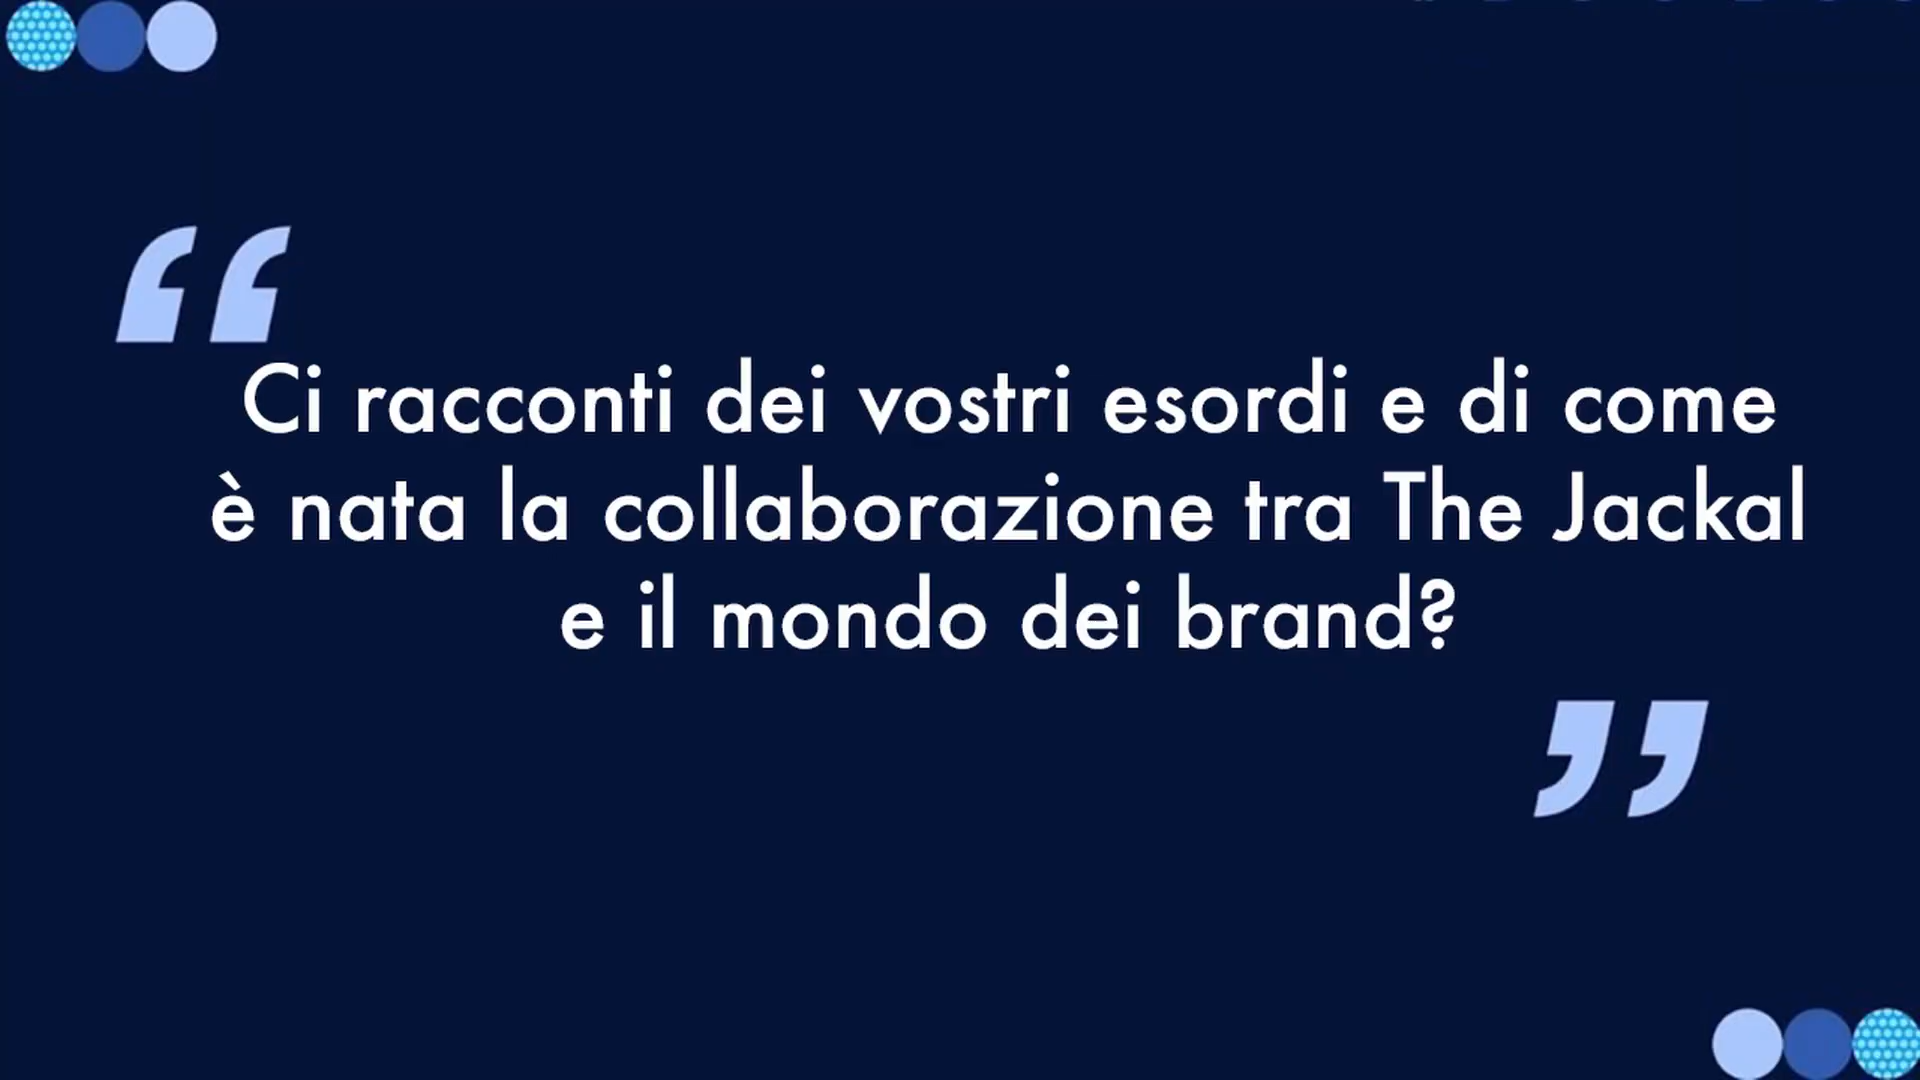 “
Ci racconti dei vostri esordi e di come
è nata la collaborazione tra The Jackal
e il mondo dei brand?
”